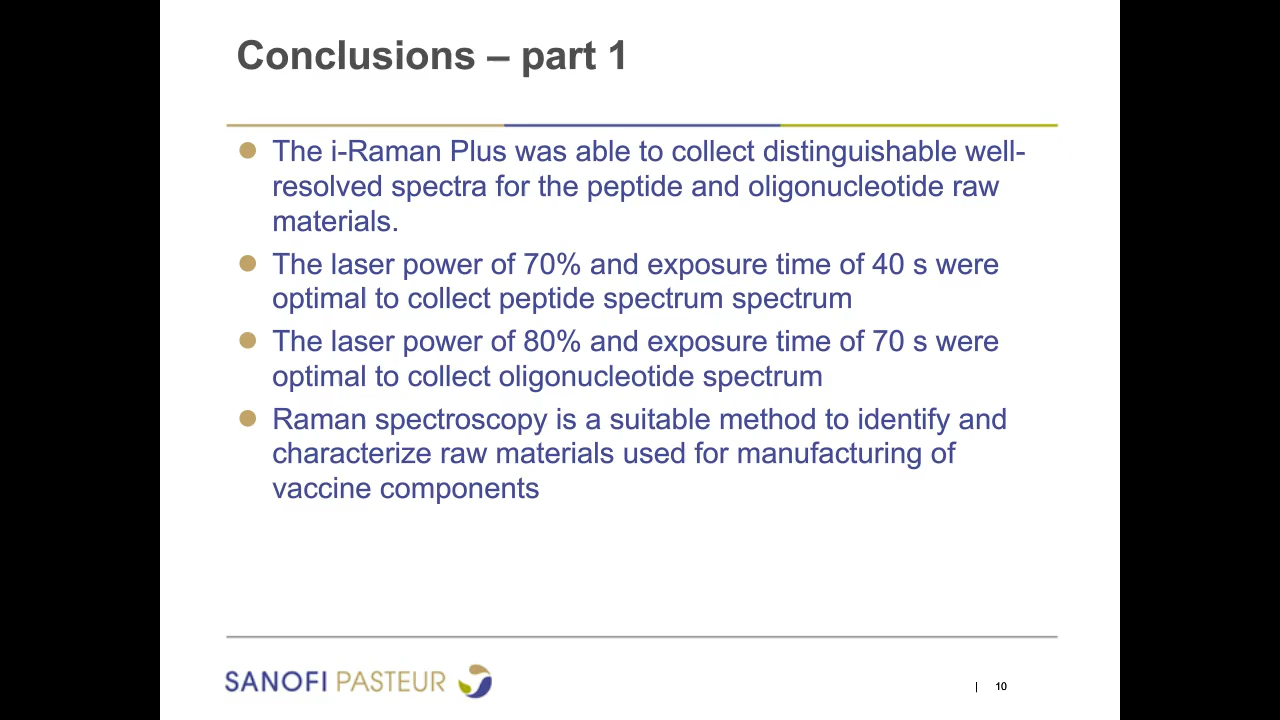 Conclusions – part 1
The i-Raman Plus was able to collect distinguishable well-
resolved spectra for the peptide and oligonucleotide raw
materials.
The laser power of 70% and exposure time of 40 s were
optimal to collect peptide spectrum spectrum
The laser power of 80% and exposure time of 70 s were
optimal to collect oligonucleotide spectrum
Raman spectroscopy is a suitable method to identify and
characterize raw materials used for manufacturing of
vaccine components
SANOFI PASTEUR
| 10